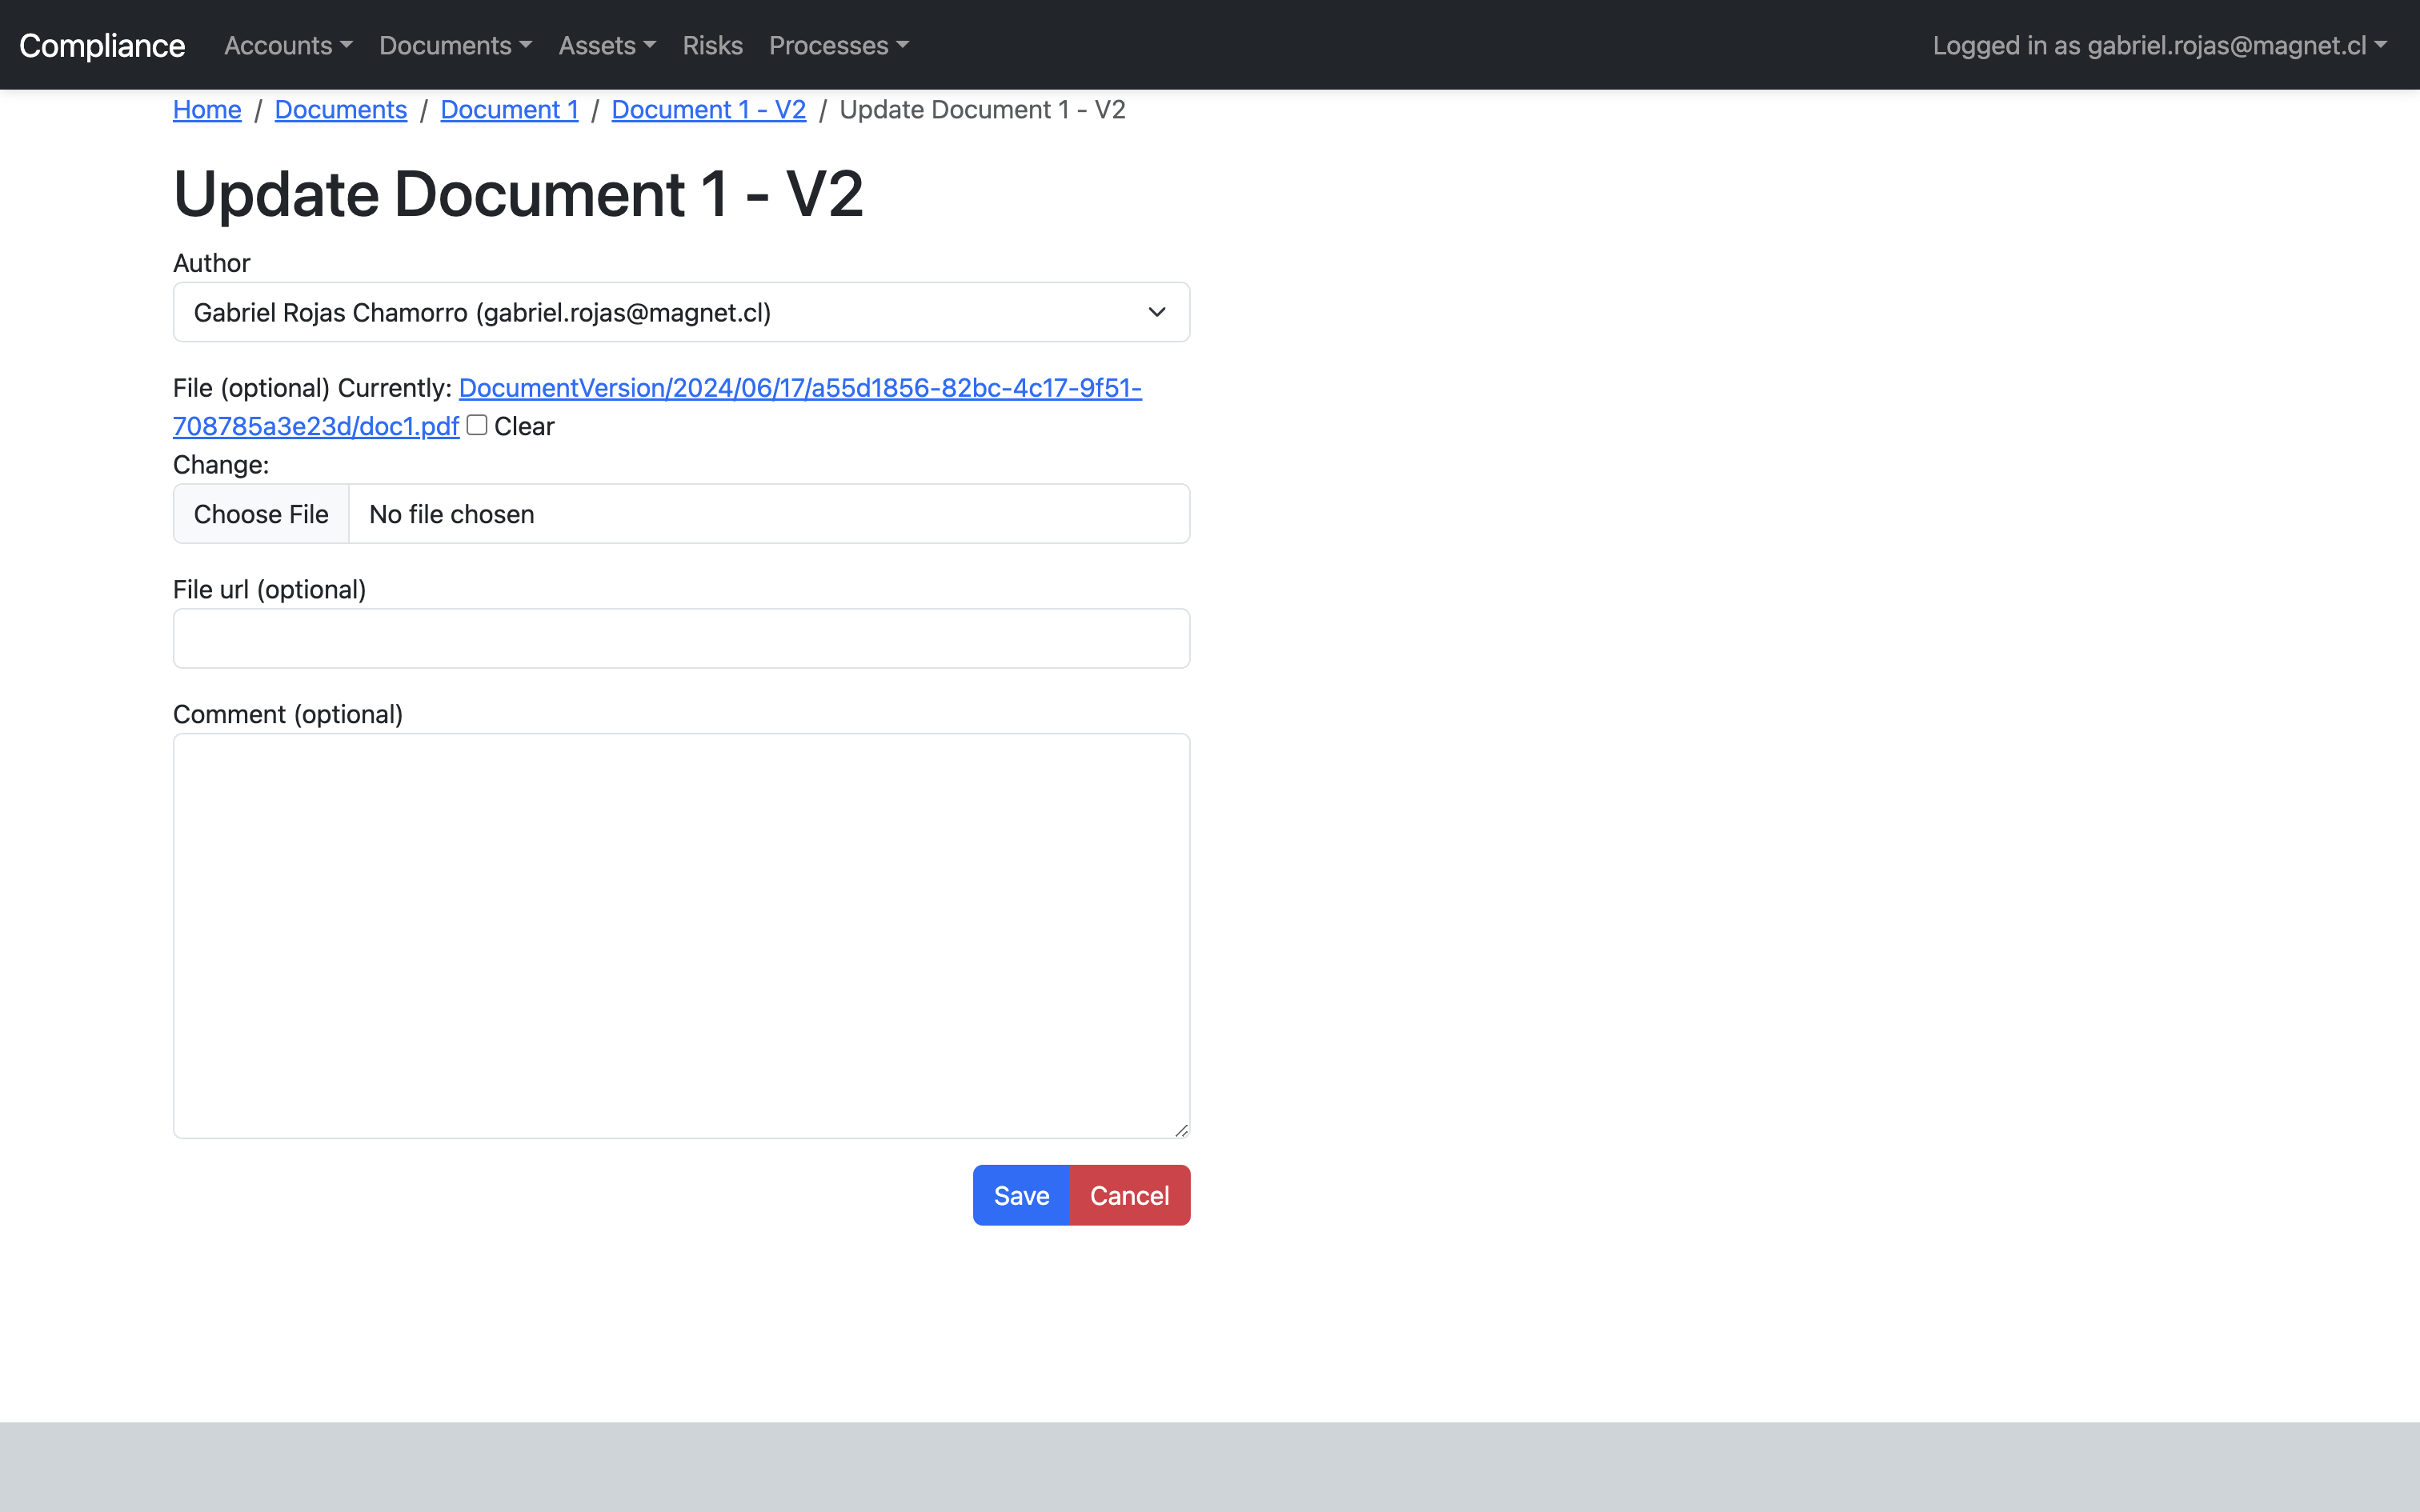 Compliance Accounts Documents Assets Risks Processes Logged in as gabriel.rojas@magnet.cl
Home / Documents / Document 1 / Document 1 - V2 / Update Document 1 - V2
Update Document 1 - V2
Author
Gabriel Rojas Chamorro (gabriel.rojas@magnet.cl)
File (optional) Currently: DocumentVersion/2024/06/17/a55d1856-82bc-4c17-9f51-
708785a3e23d/doc1.pdf Clear
Change:
Choose File No file chosen
File url (optional)
Comment (optional)
Save Cancel